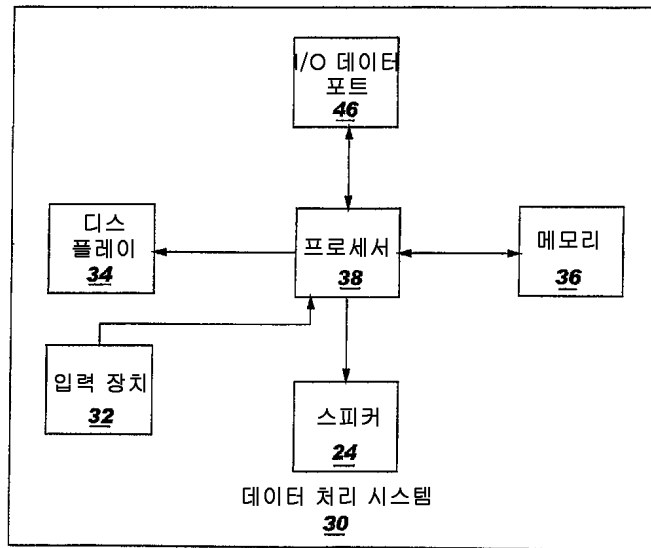 I/O 데이터
포트
46
디스
플레이
34
프로세서
38
메모리
36
입력 장치
32
스피커
24
데이터 처리 시스템
30